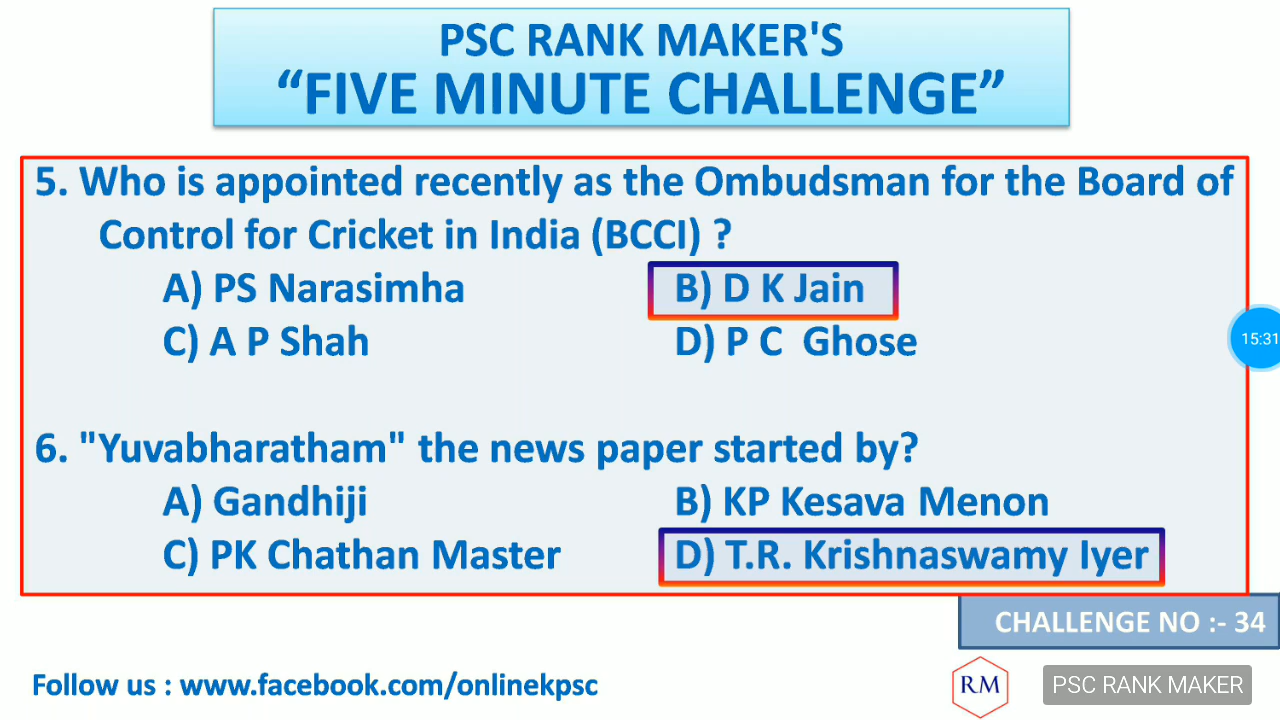 PSC RANK MAKER'S
“FIVE MINUTE CHALLENGE”
5. Who is appointed recently as the Ombudsman for the Board of
Control for Cricket in India (BCCI) ?
A) PS Narasimha B) D K Jain
C) A P Shah D) P C Ghose
15:31
6. "Yuvabharatham" the news paper started by?
A) Gandhiji B) KP Kesava Menon
C) PK Chathan Master D) T.R. Krishnaswamy Iyer
CHALLENGE NO :- 34
Follow us : www.facebook.com/onlinekpsc RM PSC RANK MAKER